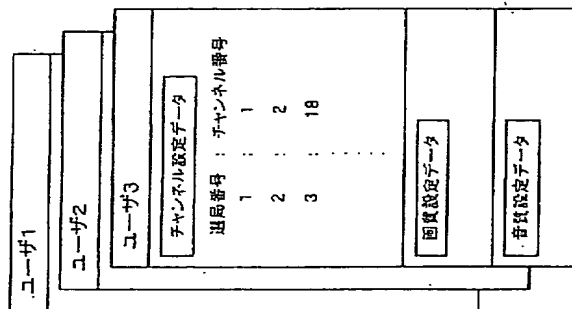 ユーザ1
ユーザ2
ユーザ3
チャンネル設定データ
選局番号 : チャンネル番号
1 : 1
2 : 2
3 : 18
画質設定データ
音質設定データ